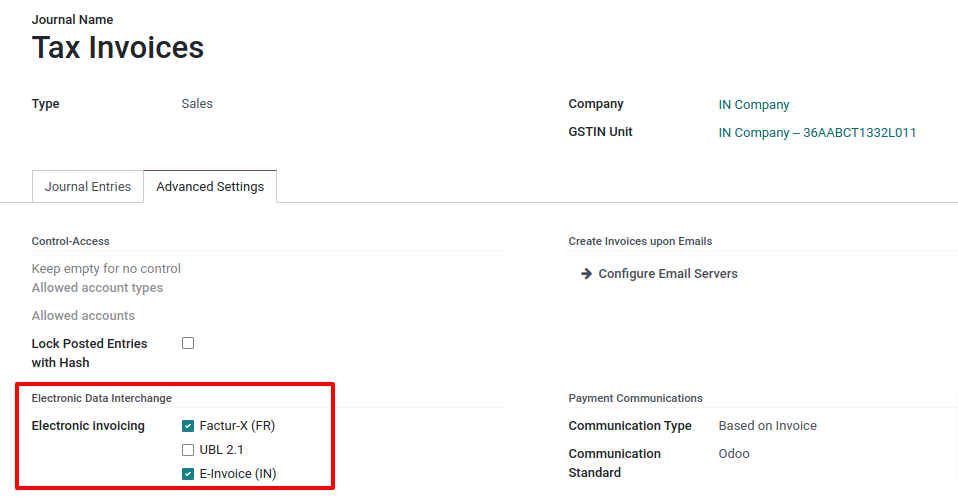 Journal Name
Tax Invoices
Type Sales
Company IN Company
GSTIN Unit IN Company – 36AABCT1332L011
Journal Entries Advanced Settings
Control-Access
Keep empty for no control
Allowed account types
Allowed accounts
Lock Posted Entries
with Hash
Create Invoices upon Emails
Configure Email Servers
Electronic Data Interchange
Electronic invoicing Factur-X (FR)
UBL 2.1
E-Invoice (IN)
Payment Communications
Communication Type Based on Invoice
Communication Odoo
Standard